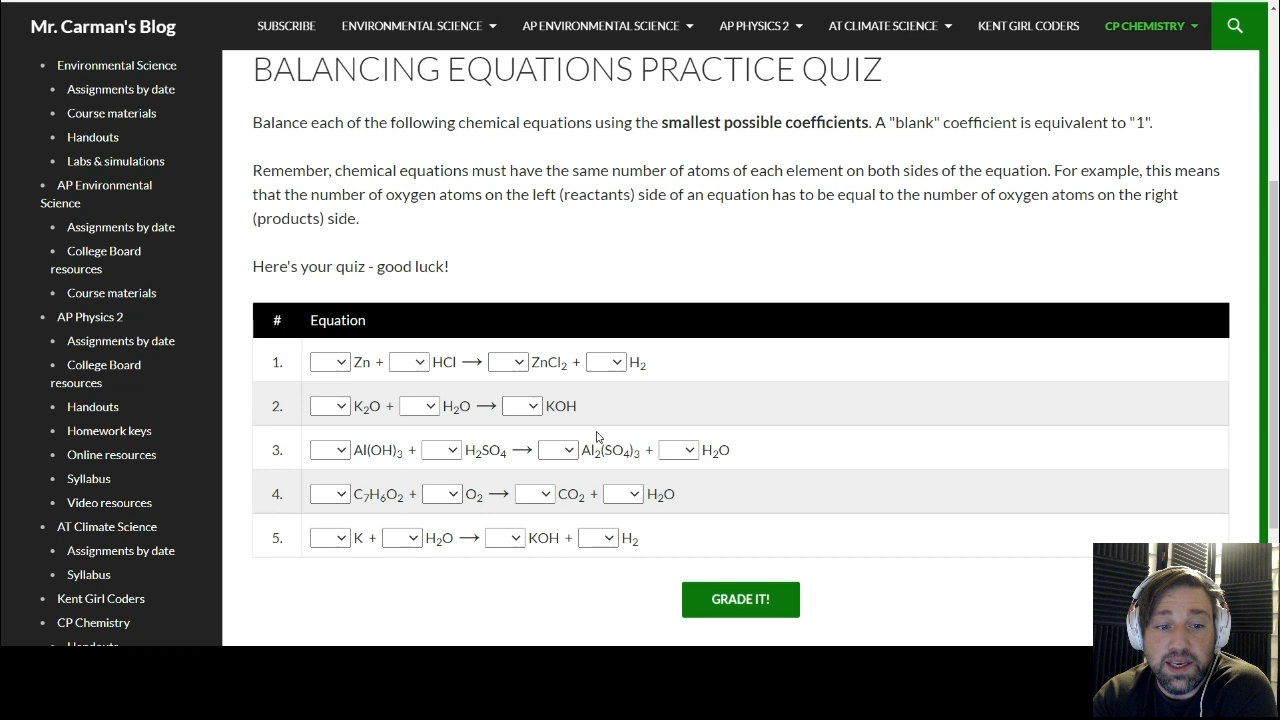 Mr. Carman's Blog
SUBSCRIBE ENVIRONMENTAL SCIENCE AP ENVIRONMENTAL SCIENCE AP PHYSICS 2 AT CLIMATE SCIENCE KENT GIRL CODERS CP CHEMISTRY
Environmental Science
Assignments by date
Course materials
Handouts
Labs & simulations
AP Environmental
Science
Assignments by date
College Board
resources
Course materials
AP Physics 2
Assignments by date
College Board
resources
Handouts
Homework keys
Online resources
Syllabus
Video resources
AT Climate Science
Assignments by date
Syllabus
Kent Girl Coders
CP Chemistry
BALANCING EQUATIONS PRACTICE QUIZ
Balance each of the following chemical equations using the smallest possible coefficients. A "blank" coefficient is equivalent to "1".
Remember, chemical equations must have the same number of atoms of each element on both sides of the equation. For example, this means
that the number of oxygen atoms on the left (reactants) side of an equation has to be equal to the number of oxygen atoms on the right
(products) side.
Here's your quiz - good luck!
# Equation
1. Zn + HCl ⟶ ZnCl₂ + H₂
2. K₂O + H₂O ⟶ KOH
3. Al(OH)₃ + H₂SO₄ ⟶ Al₂(SO₄)₃ + H₂O
4. C₇H₆O₂ + O₂ ⟶ CO₂ + H₂O
5. K + H₂O ⟶ KOH + H₂
GRADE IT!